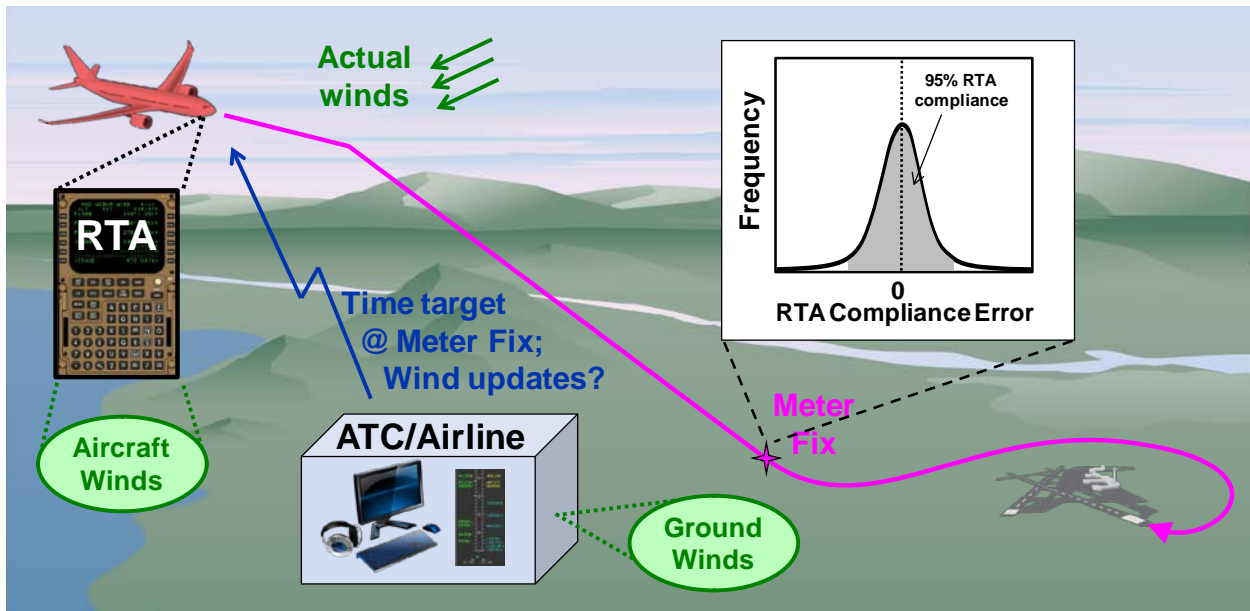 Actual
winds
RTA
Time target
@ Meter Fix;
Wind updates?
Aircraft
Winds
ATC/Airline
Ground
Winds
Meter
Fix
95% RTA
compliance
Frequency
0
RTA Compliance Error